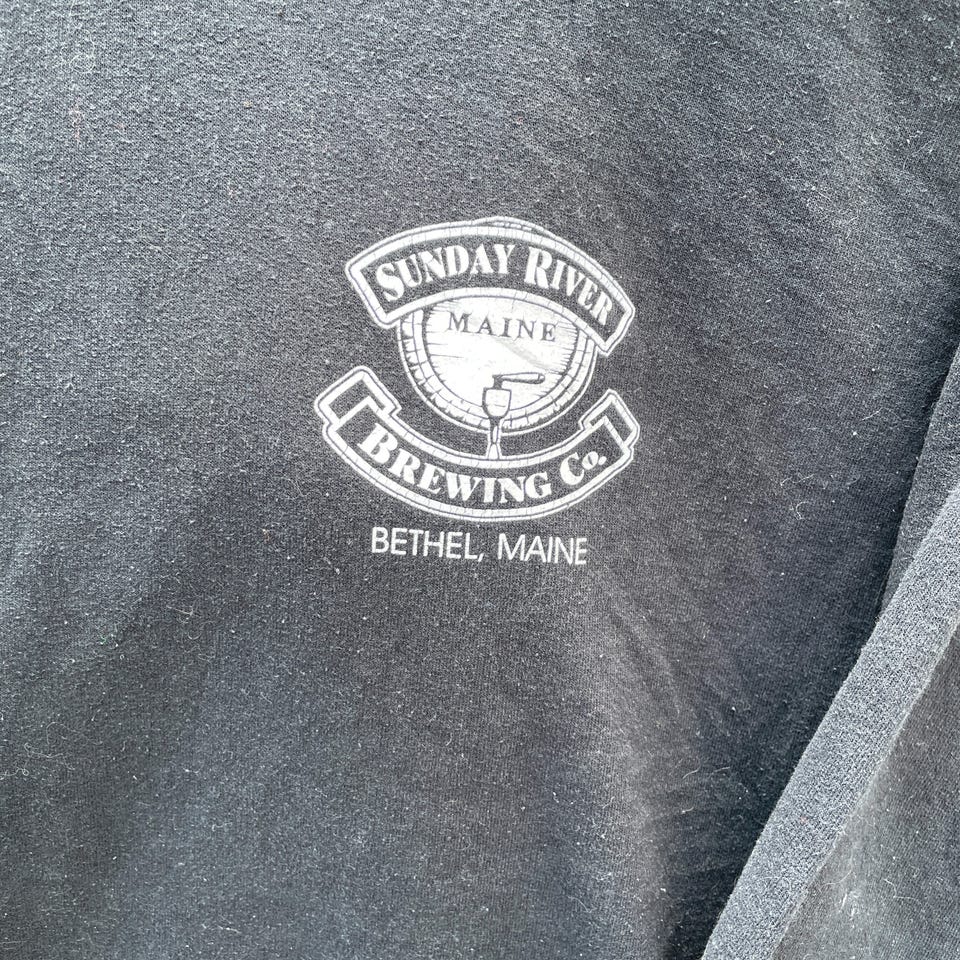 SUNDAY RIVER
MAINE
BREWING CO.
BETHEL, MAINE